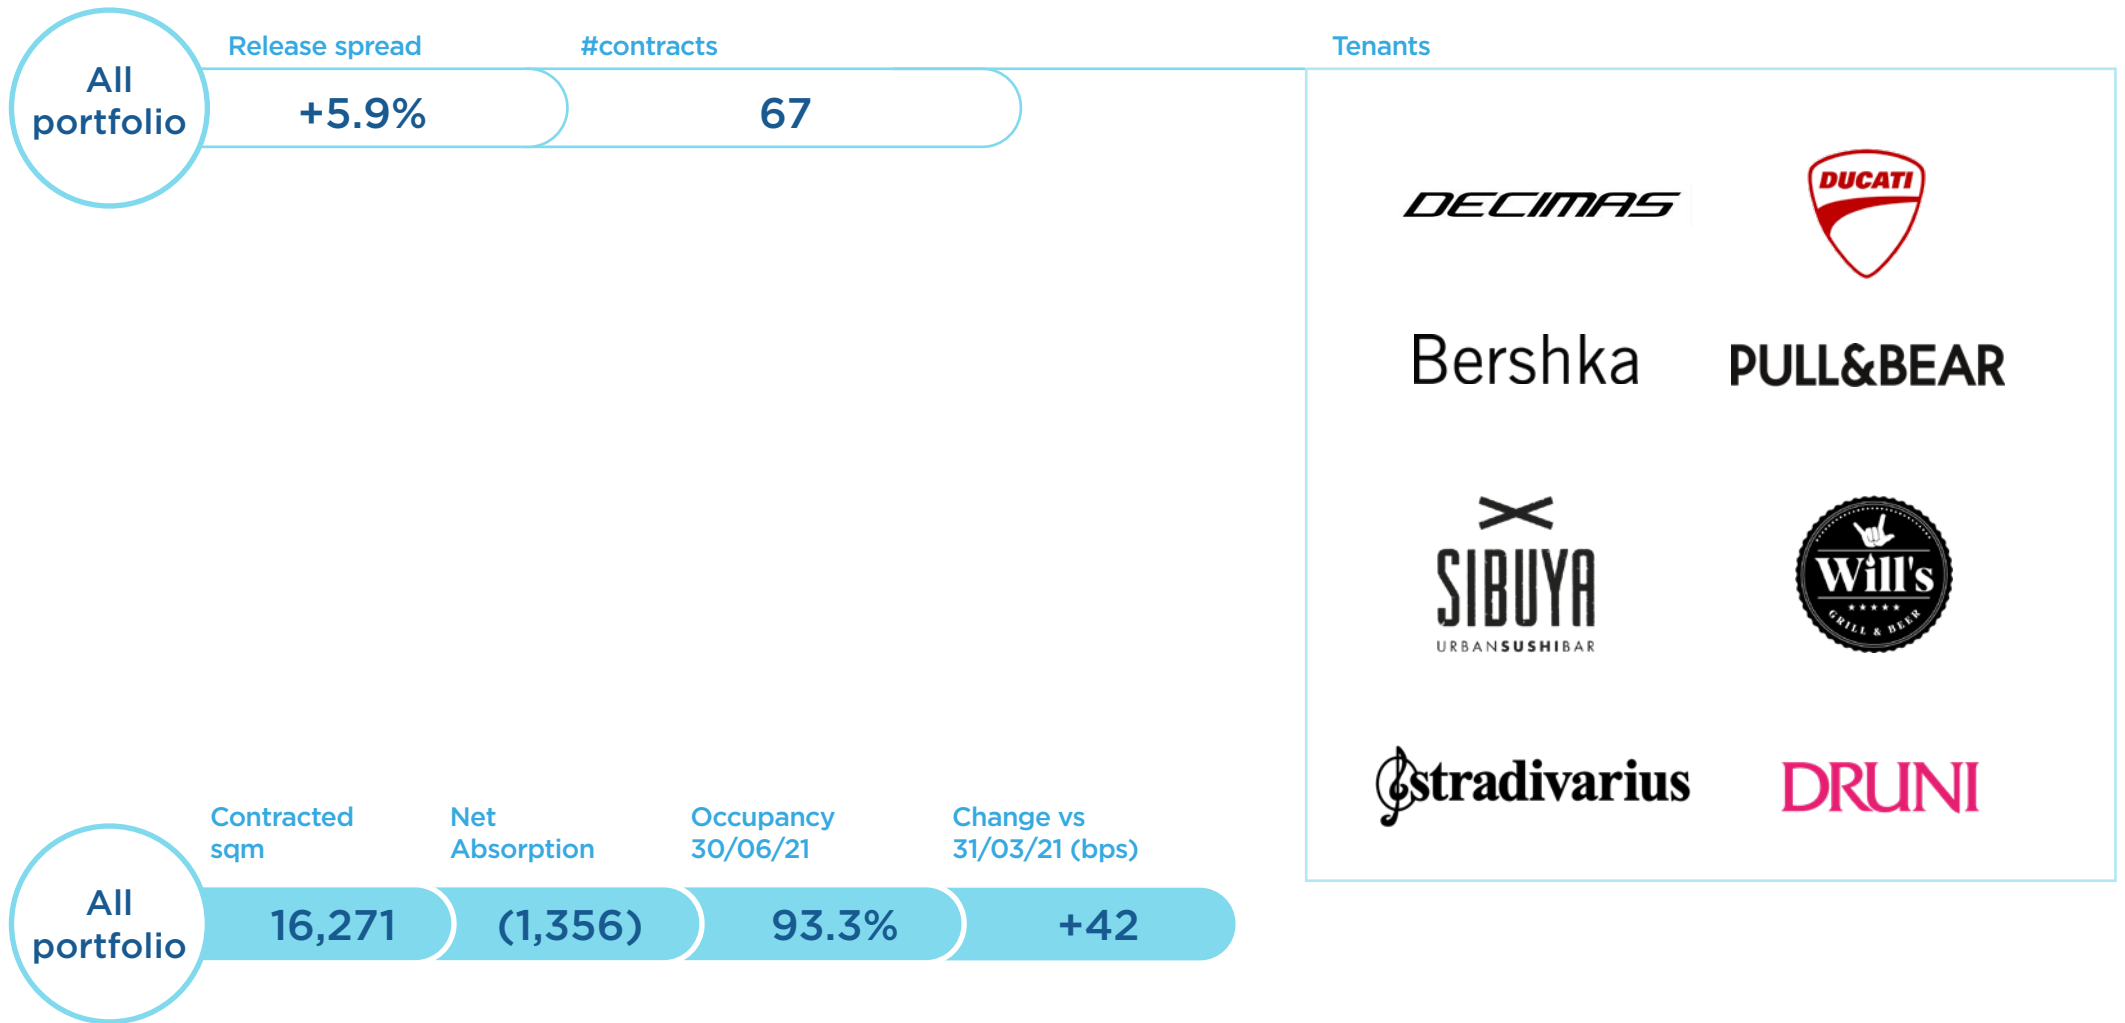 All
portfolio
Release spread
+5.9%
#contracts
67
Tenants
DECIMAS
DUCATI
Bershka
PULL&BEAR
SIBUYA
URBANSUSHIBAR
Will's
GRILL & BEER
stradivarius
DRUNI
All
portfolio
Contracted
sqm
16,271
Net
Absorption
(1,356)
Occupancy
30/06/21
93.3%
Change vs
31/03/21 (bps)
+42